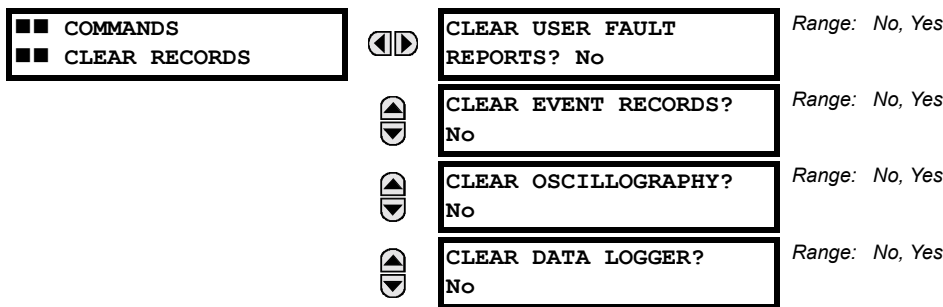 COMMANDS
CLEAR RECORDS
CLEAR USER FAULT
REPORTS? No
Range: No, Yes
CLEAR EVENT RECORDS?
No
Range: No, Yes
CLEAR OSCILLOGRAPHY?
No
Range: No, Yes
CLEAR DATA LOGGER?
No
Range: No, Yes